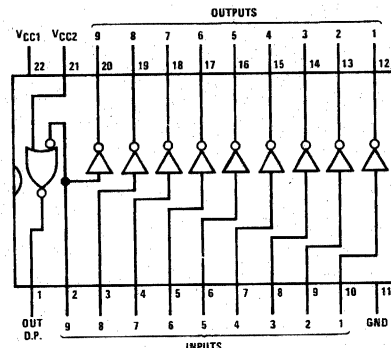 OUTPUTS
VCC1 VCC2 9 8 7 6 5 4 3 2 1
22 21 20 19 18 17 16 15 14 13 12
1 2 3 4 5 6 7 8 9 10 11
OUT D.P. 9 8 7 6 5 4 3 2 1 GND
INPUTS